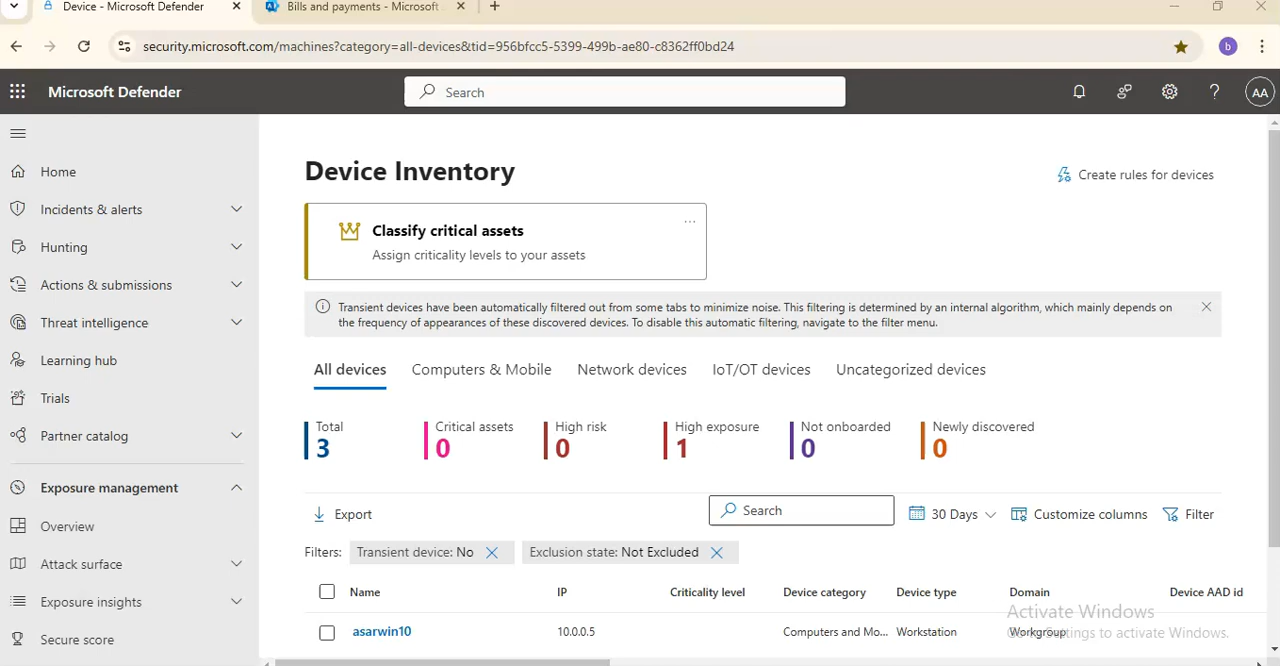 Device - Microsoft Defender
Bills and payments - Microsoft
security.microsoft.com/machines?category=all-devices&tid=956bfcc5-5399-499b-ae80-c8362ff0bd24
b
Microsoft Defender
Search
AA
Home
Incidents & alerts
Hunting
Actions & submissions
Threat intelligence
Learning hub
Trials
Partner catalog
Exposure management
Overview
Attack surface
Exposure insights
Secure score
Device Inventory
Create rules for devices
Classify critical assets
Assign criticality levels to your assets
Transient devices have been automatically filtered out from some tabs to minimize noise. This filtering is determined by an internal algorithm, which mainly depends on
the frequency of appearances of these discovered devices. To disable this automatic filtering, navigate to the filter menu.
All devices Computers & Mobile Network devices IoT/OT devices Uncategorized devices
Total Critical assets High risk High exposure Not onboarded Newly discovered
3 0 0 1 0 0
Export Search 30 Days Customize columns Filter
Filters: Transient device: No Exclusion state: Not Excluded
Name IP Criticality level Device category Device type Domain Device AAD id
asarwin10 10.0.0.5 Computers and Mo... Workstation Workgroup
Activate Windows
Go to Settings to activate Windows.